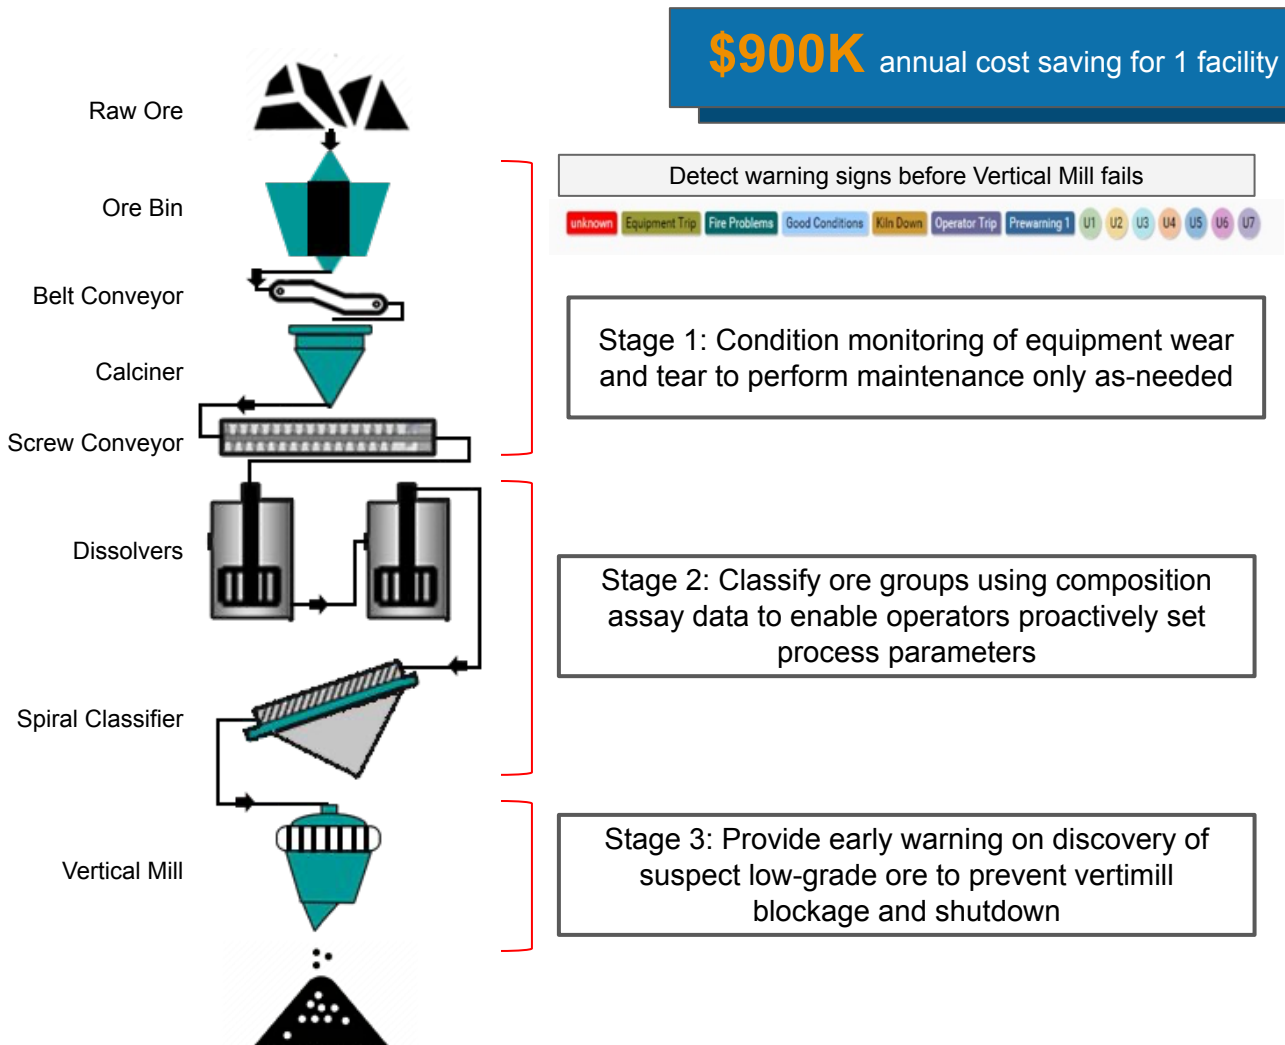 $900K annual cost saving for 1 facility
Raw Ore
Detect warning signs before Vertical Mill fails
Ore Bin
unknown Equipment Trip Fire Problems Good Conditions Kiln Down Operator Trip Prewarning 1 U1 U2 U3 U4 U5 U6 U7
Belt Conveyor
Stage 1: Condition monitoring of equipment wear
and tear to perform maintenance only as-needed
Calciner
Screw Conveyor
Dissolvers
Stage 2: Classify ore groups using composition
assay data to enable operators proactively set
process parameters
Spiral Classifier
Vertical Mill
Stage 3: Provide early warning on discovery of
suspect low-grade ore to prevent vertimill
blockage and shutdown